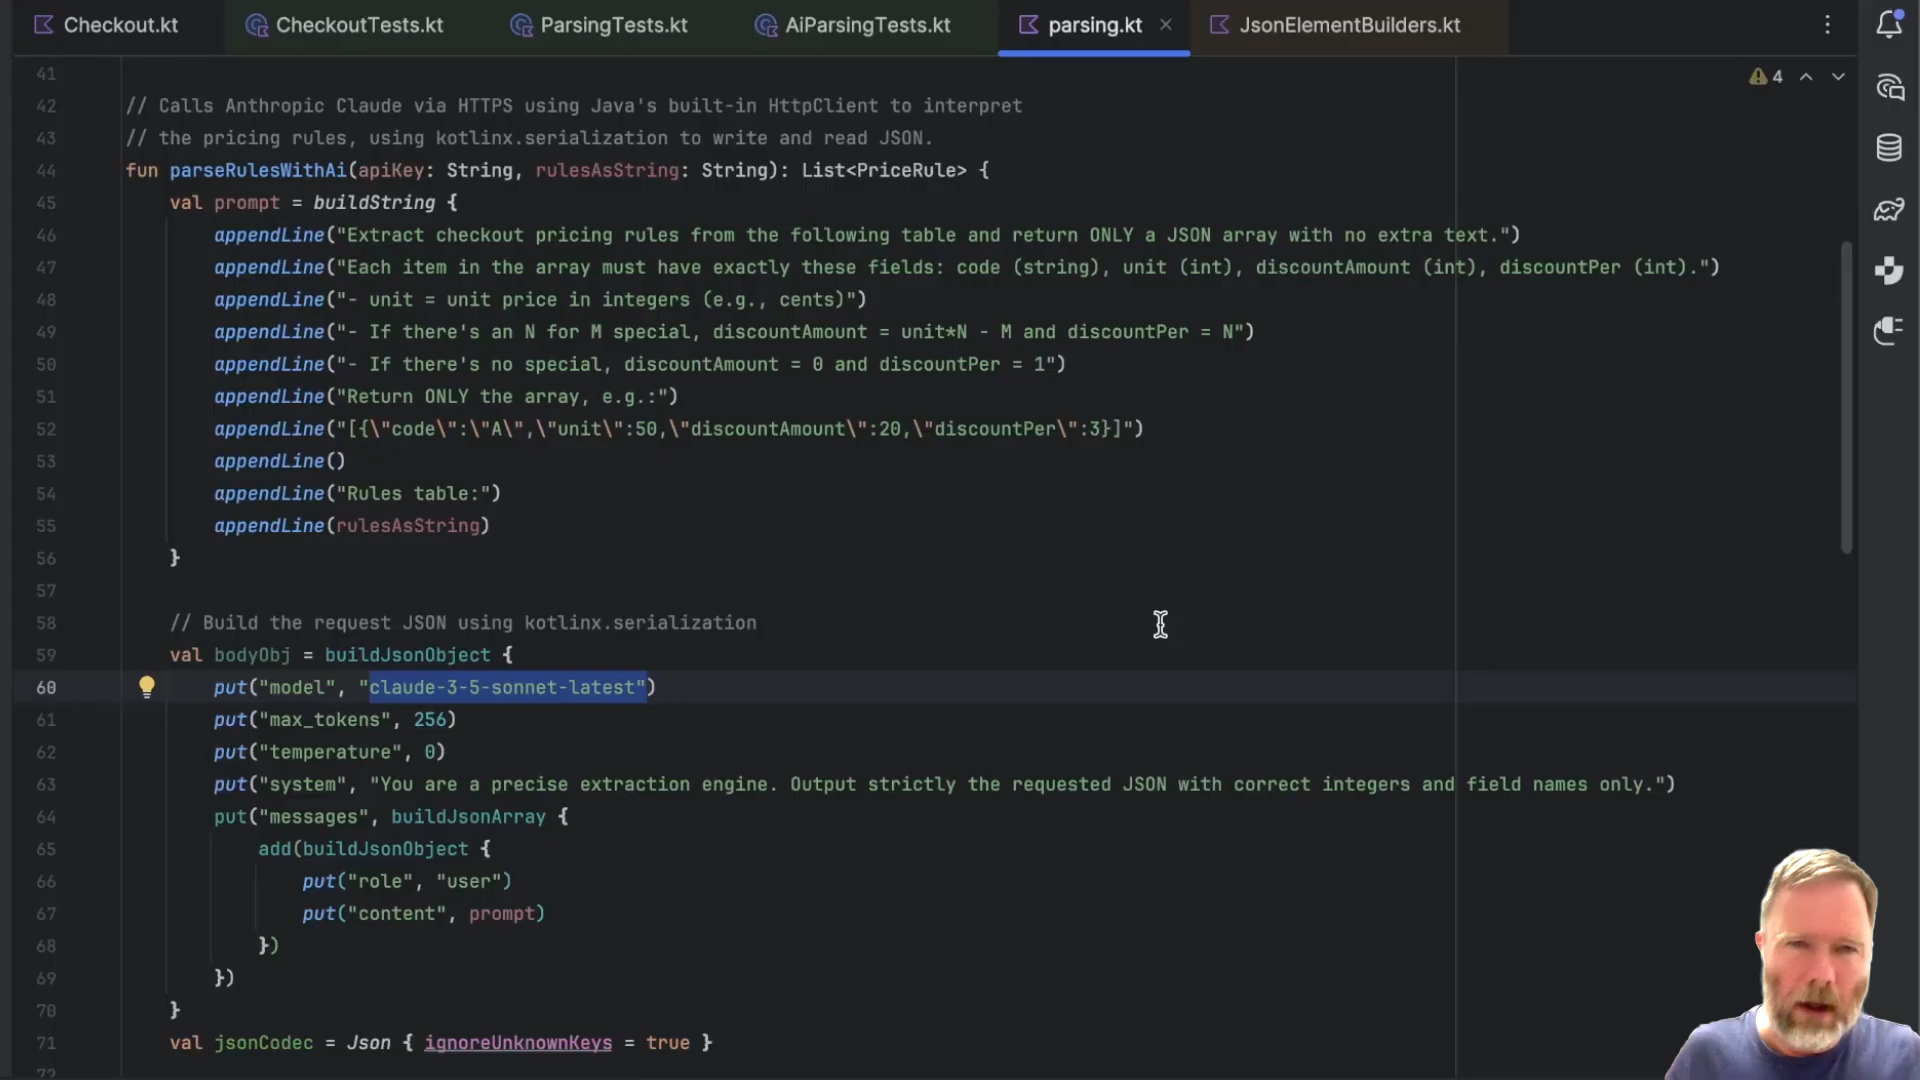 Checkout.kt CheckoutTests.kt ParsingTests.kt AiParsingTests.kt parsing.kt × JsonElementBuilders.kt
4
41
42 // Calls Anthropic Claude via HTTPS using Java's built-in HttpClient to interpret
43 // the pricing rules, using kotlinx.serialization to write and read JSON.
44 fun parseRulesWithAi(apiKey: String, rulesAsString: String): List<PriceRule> {
45 val prompt = buildString {
46 appendLine("Extract checkout pricing rules from the following table and return ONLY a JSON array with no extra text.")
47 appendLine("Each item in the array must have exactly these fields: code (string), unit (int), discountAmount (int), discountPer (int).")
48 appendLine("- unit = unit price in integers (e.g., cents)")
49 appendLine("- If there's an N for M special, discountAmount = unit*N - M and discountPer = N")
50 appendLine("- If there's no special, discountAmount = 0 and discountPer = 1")
51 appendLine("Return ONLY the array, e.g.:")
52 appendLine("[{\"code\":\"A\",\"unit\":50,\"discountAmount\":20,\"discountPer\":3}]")
53 appendLine()
54 appendLine("Rules table:")
55 appendLine(rulesAsString)
56 }
57
58 // Build the request JSON using kotlinx.serialization
59 val bodyObj = buildJsonObject {
60 put("model", "claude-3-5-sonnet-latest")
61 put("max_tokens", 256)
62 put("temperature", 0)
63 put("system", "You are a precise extraction engine. Output strictly the requested JSON with correct integers and field names only.")
64 put("messages", buildJsonArray {
65 add(buildJsonObject {
66 put("role", "user")
67 put("content", prompt)
68 })
69 })
70 }
71 val jsonCodec = Json { ignoreUnknownKeys = true }
72